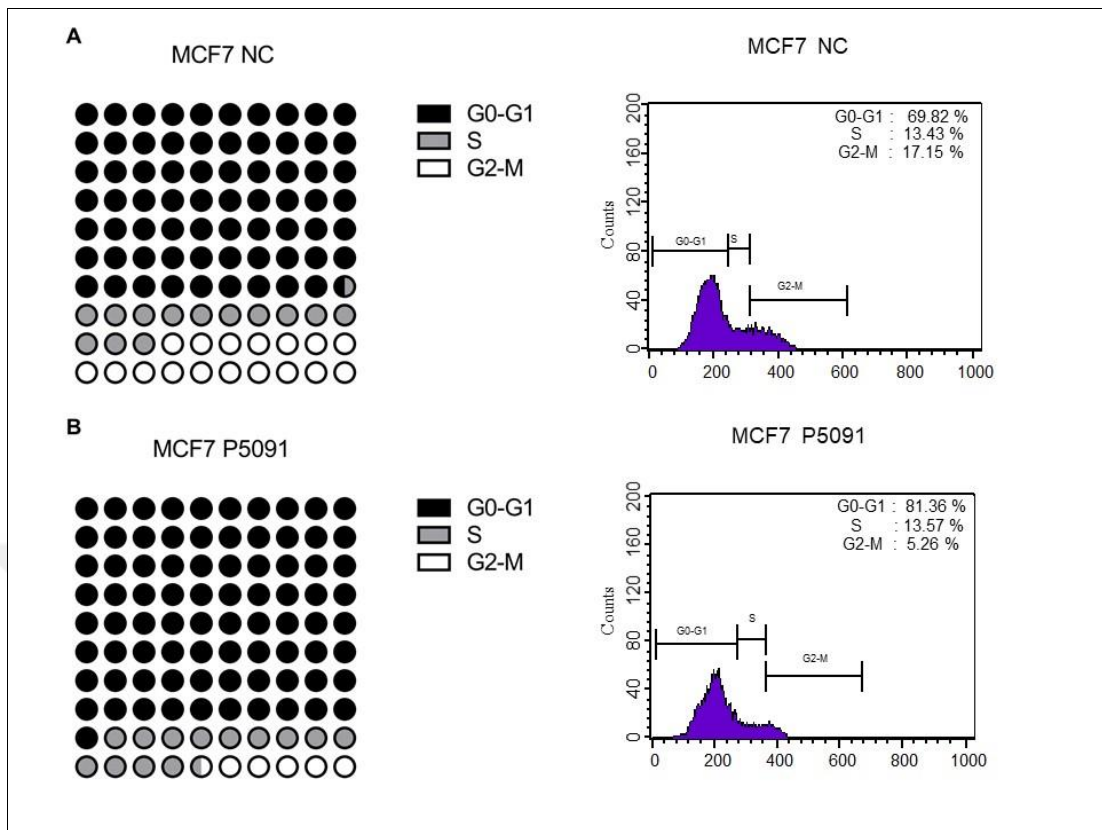 A
MCF7 NC
G0-G1
S
G2-M
MCF7 NC
G0-G1 : 69.82 %
S : 13.43 %
G2-M : 17.15 %
Counts
200
160
120
80
40
0
G0-G1
S
G2-M
0 200 400 600 800 1000
B
MCF7 P5091
G0-G1
S
G2-M
MCF7 P5091
G0-G1 : 81.36 %
S : 13.57 %
G2-M : 5.26 %
Counts
200
160
120
80
40
0
G0-G1
S
G2-M
0 200 400 600 800 1000